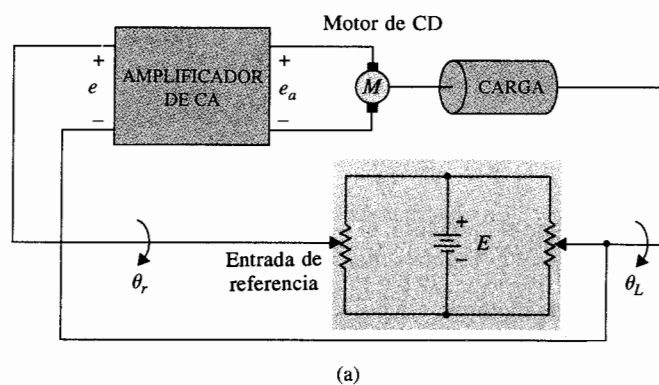 Motor de CD
+
e
−
AMPLIFICADOR
DE CA
+
e_a
−
M
CARGA
θ_r
Entrada de
referencia
+
E
−
θ_L
(a)